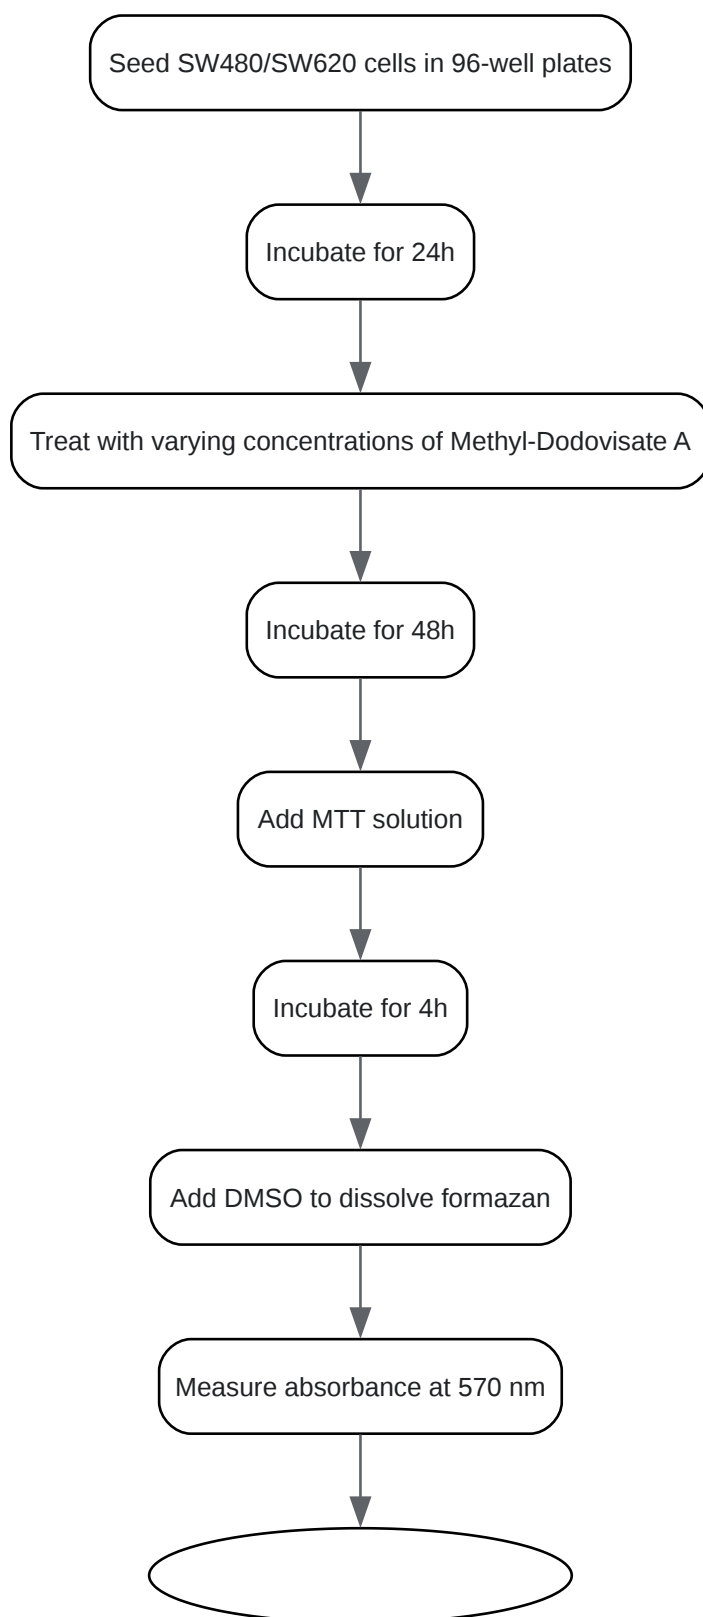 Seed SW480/SW620 cells in 96-well plates
Incubate for 24h
Treat with varying concentrations of Methyl-Dodovisate A
Incubate for 48h
Add MTT solution
Incubate for 4h
Add DMSO to dissolve formazan
Measure absorbance at 570 nm